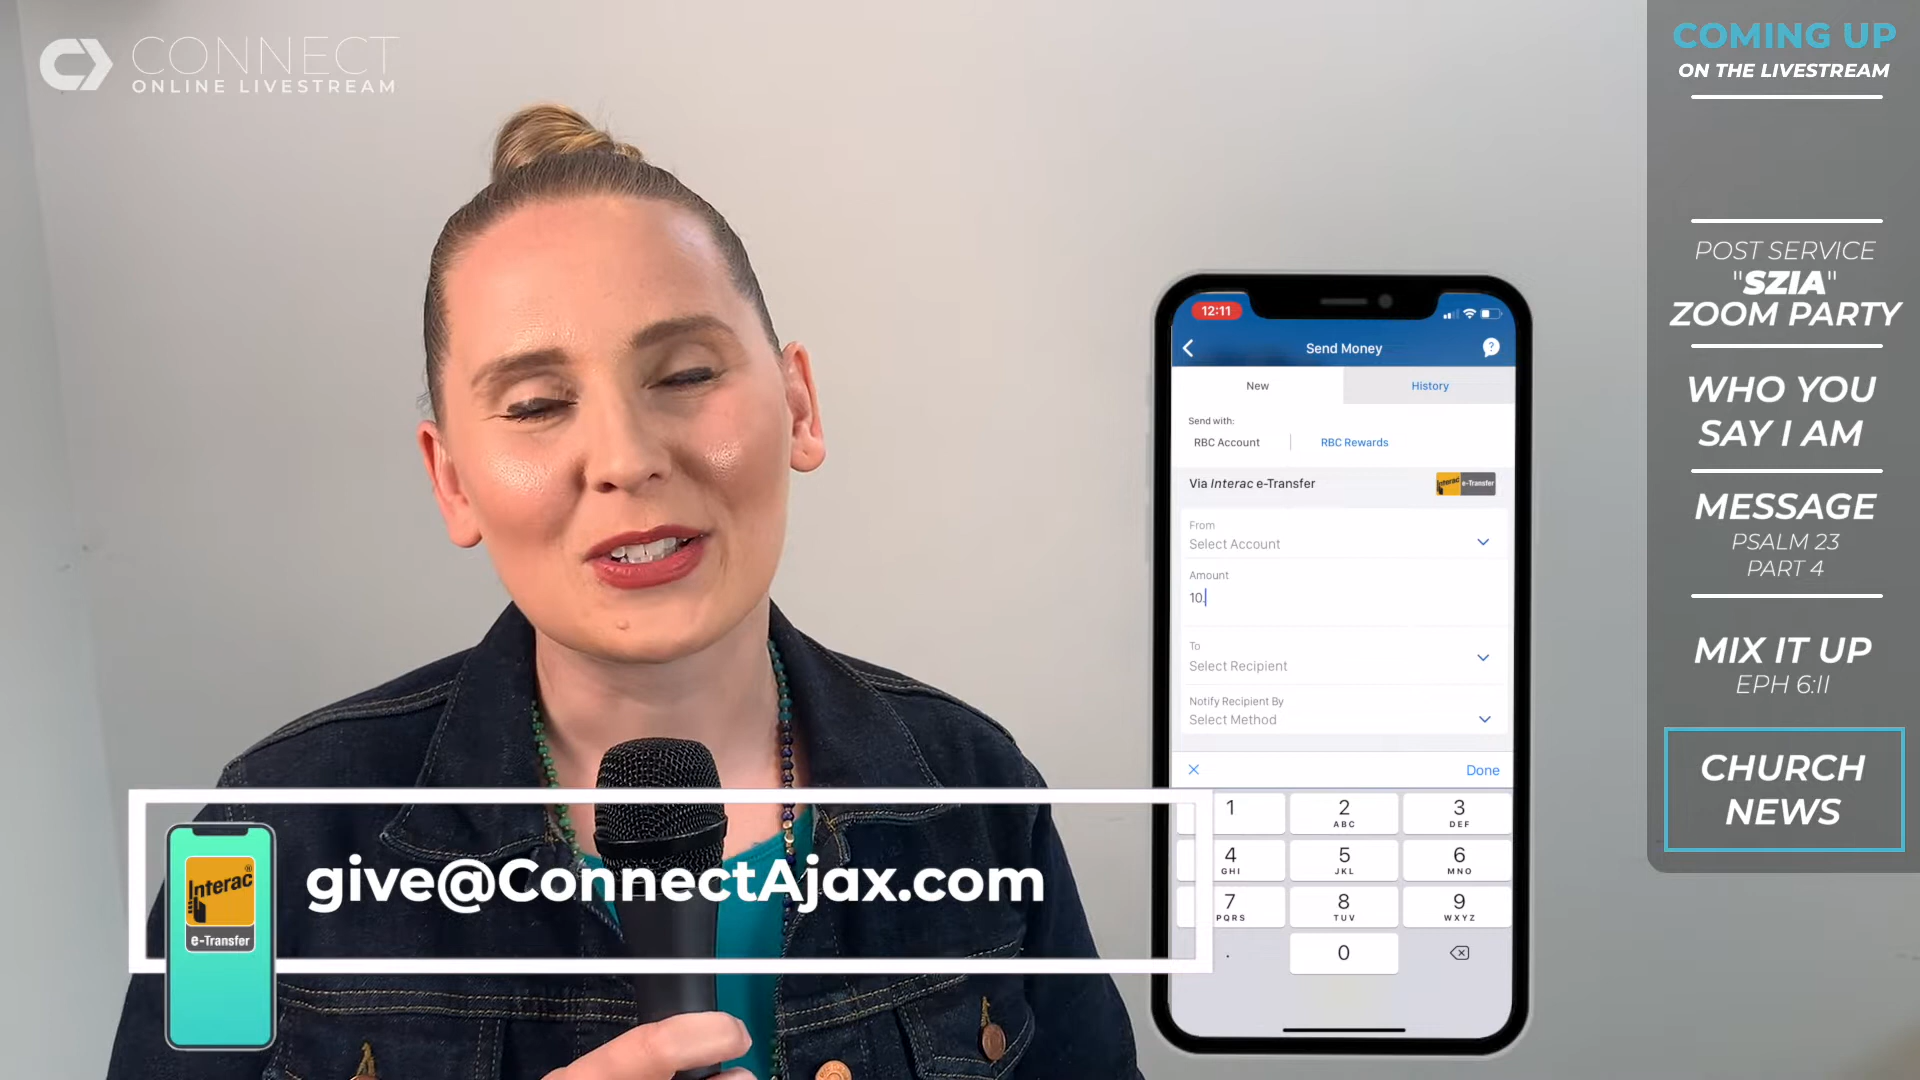 CONNECT
ONLINE LIVESTREAM
COMING UP
ON THE LIVESTREAM
POST SERVICE
"SZIA"
ZOOM PARTY
WHO YOU
SAY I AM
MESSAGE
PSALM 23
PART 4
MIX IT UP
EPH 6:11
CHURCH
NEWS
12:11
Send Money
?
New
History
Send with:
RBC Account
RBC Rewards
Via Interac e-Transfer
Interac e-Transfer
From
Select Account
Amount
10.
To
Select Recipient
Notify Recipient By
Select Method
Done
1
2
ABC
3
DEF
4
GHI
5
JKL
6
MNO
7
PQRS
8
TUV
9
WXYZ
.
0
Interac®
e-Transfer
give@ConnectAjax.com